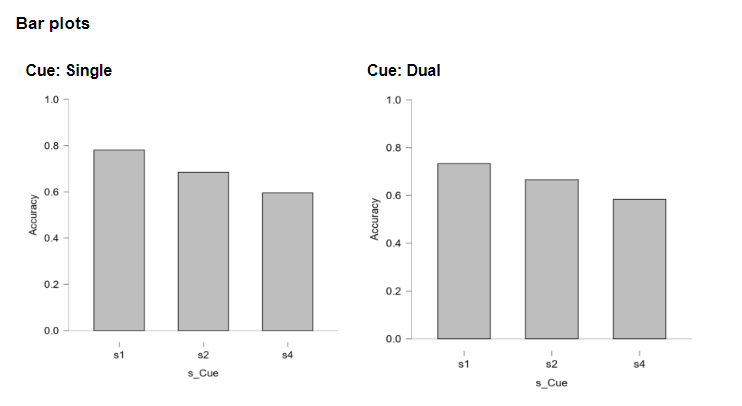 Bar plots
Cue: Single
1.0
0.8
0.6
0.4
0.2
0.0
Accuracy
s1 s2 s4
s_Cue
Cue: Dual
1.0
0.8
0.6
0.4
0.2
0.0
Accuracy
s1 s2 s4
s_Cue